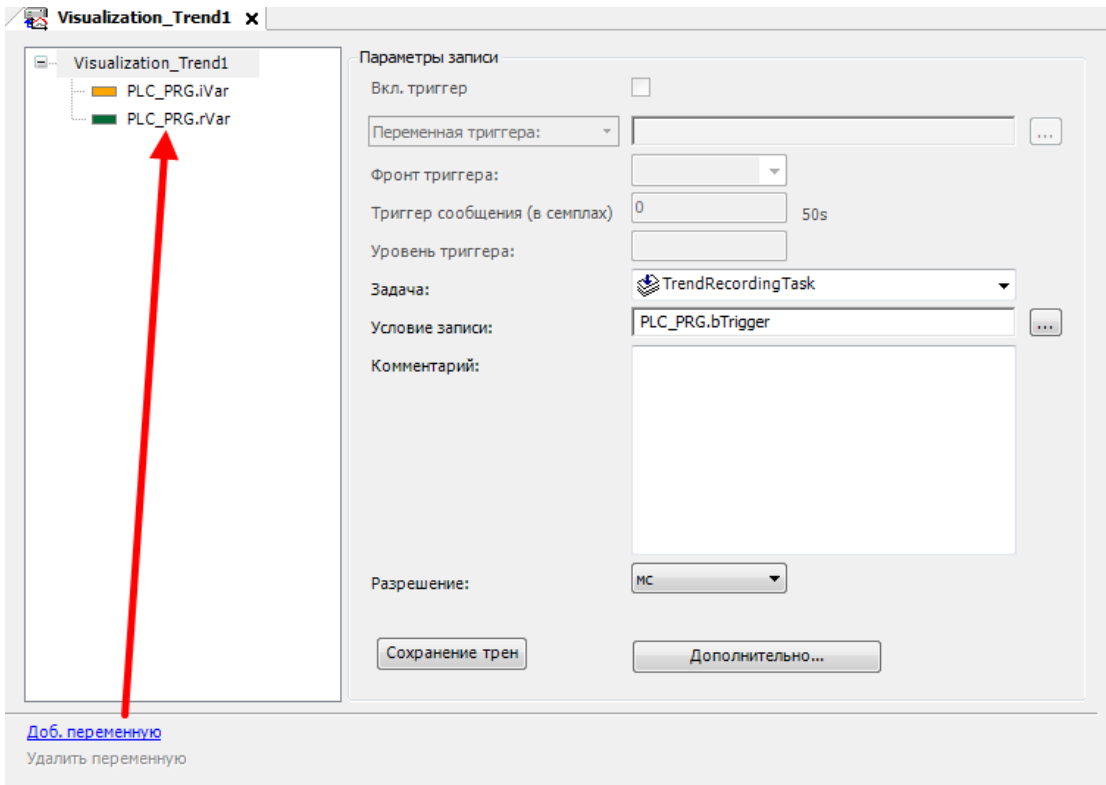 Visualization_Trend1 x
Visualization_Trend1
PLC_PRG.iVar
PLC_PRG.rVar
Параметры записи
Вкл. триггер
Переменная триггера:
...
Фронт триггера:
Триггер сообщения (в семплах) 0 50s
Уровень триггера:
Задача: TrendRecordingTask
Условие записи: PLC_PRG.bTrigger ...
Комментарий:
Разрешение: мс
Сохранение трен Дополнительно...
Доб. переменную
Удалить переменную